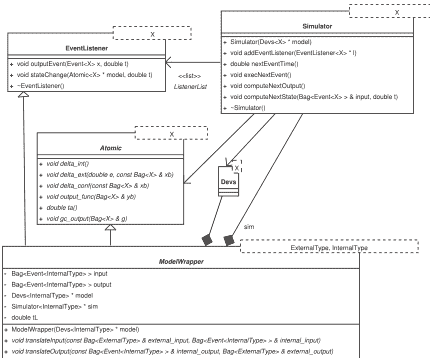 X
Simulator
+ Simulator(Devs<X> * model)
+ void addEventListener(EventListener<X> * l)
+ double nextEventTime()
+ void execNextEvent()
+ void computeNextOutput()
+ void computeNextState(Bag<Event<X> > & input, double t)
+ ~Simulator()
X
EventListener
+ void outputEvent(Event<X> x, double t)
+ void stateChange(Atomic<X> * model, double t)
+ ~EventListener()
<<list>>
ListenerList
X
Atomic
+ void delta_int()
+ void delta_ext(double e, const Bag<X> & xb)
+ void delta_conf(const Bag<X> & xb)
+ void output_func(Bag<X> & yb)
+ double ta()
+ void gc_output(Bag<X> & g)
X
Devs
sim
ExternalType, InternalType
ModelWrapper
- Bag<Event<InternalType> > input
- Bag<Event<InternalType> > output
- Devs<InternalType> * model
- Simulator<InternalType> * sim
- double tL
+ ModelWrapper(Devs<InternalType> * model)
+ void translateInput(const Bag<ExternalType> & external_input, Bag<Event<InternalType> > & internal_input)
+ void translateOutput(const Bag<Event<InternalType> > & internal_output, Bag<ExternalType> & external_output)